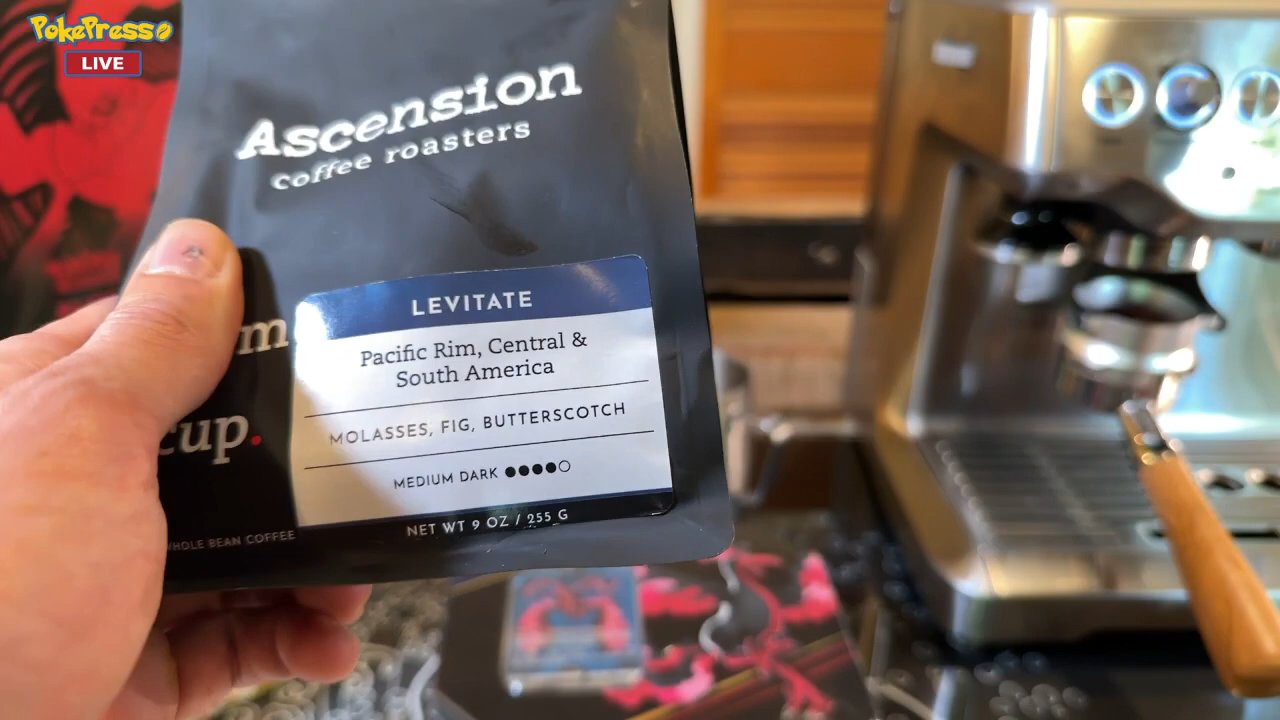 PokePresso
LIVE
Ascension
coffee roasters
LEVITATE
Pacific Rim, Central &
South America
MOLASSES, FIG, BUTTERSCOTCH
MEDIUM DARK
NET WT 9 OZ / 255 G
cup.
WHOLE BEAN COFFEE